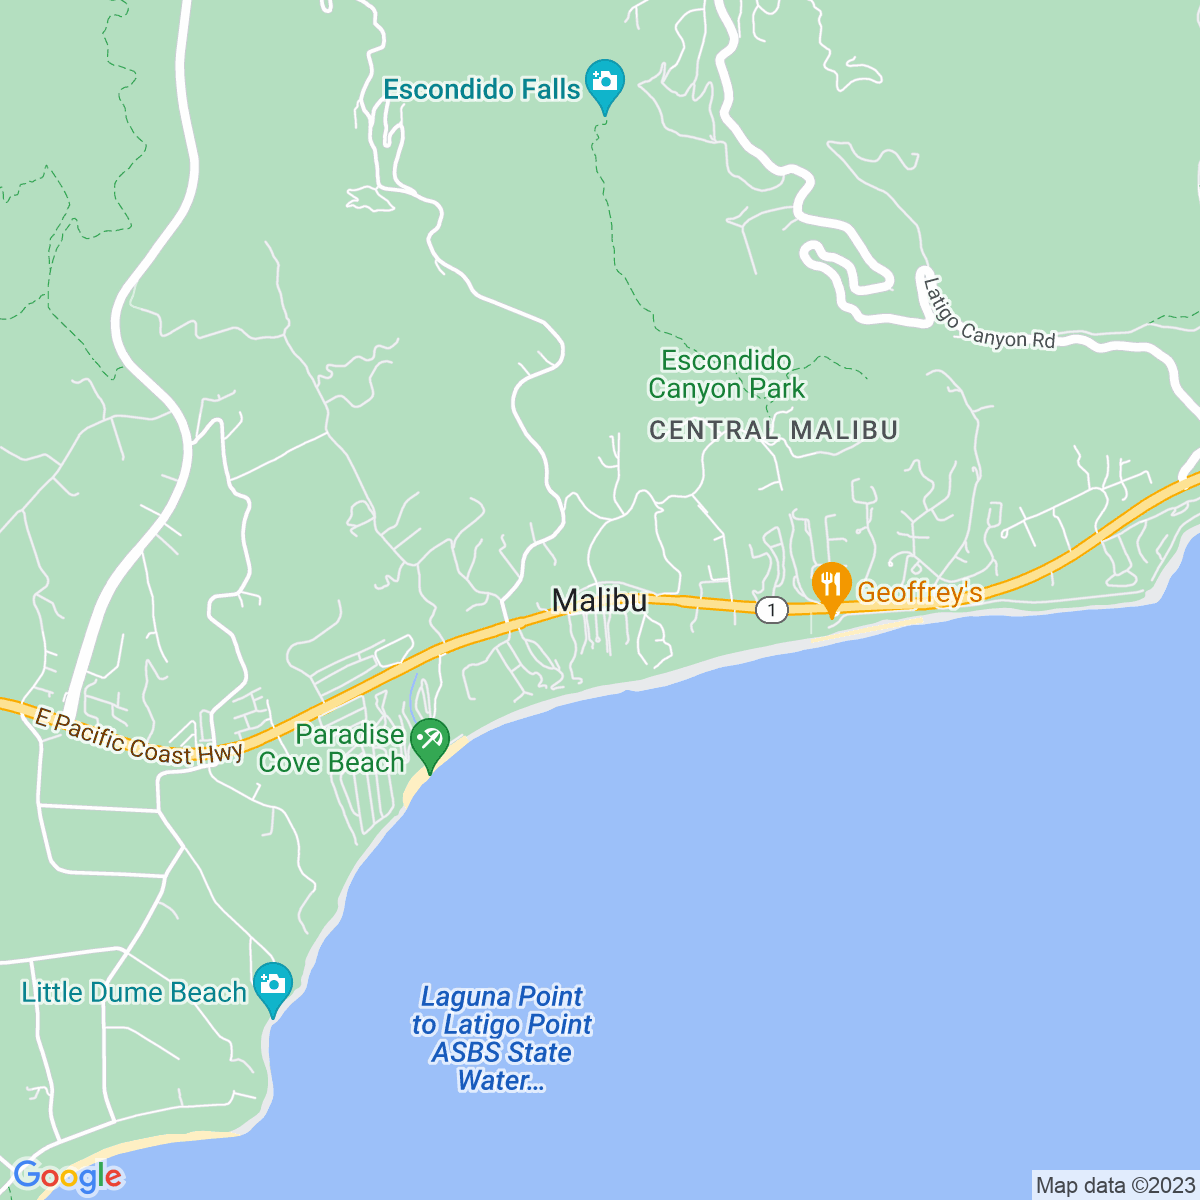 Escondido Falls
Latigo Canyon Rd
Escondido
Canyon Park
CENTRAL MALIBU
Malibu
1
Geoffrey's
E Pacific Coast Hwy
Paradise
Cove Beach
Little Dume Beach
Laguna Point
to Latigo Point
ASBS State
Water...
Google
Map data ©2023